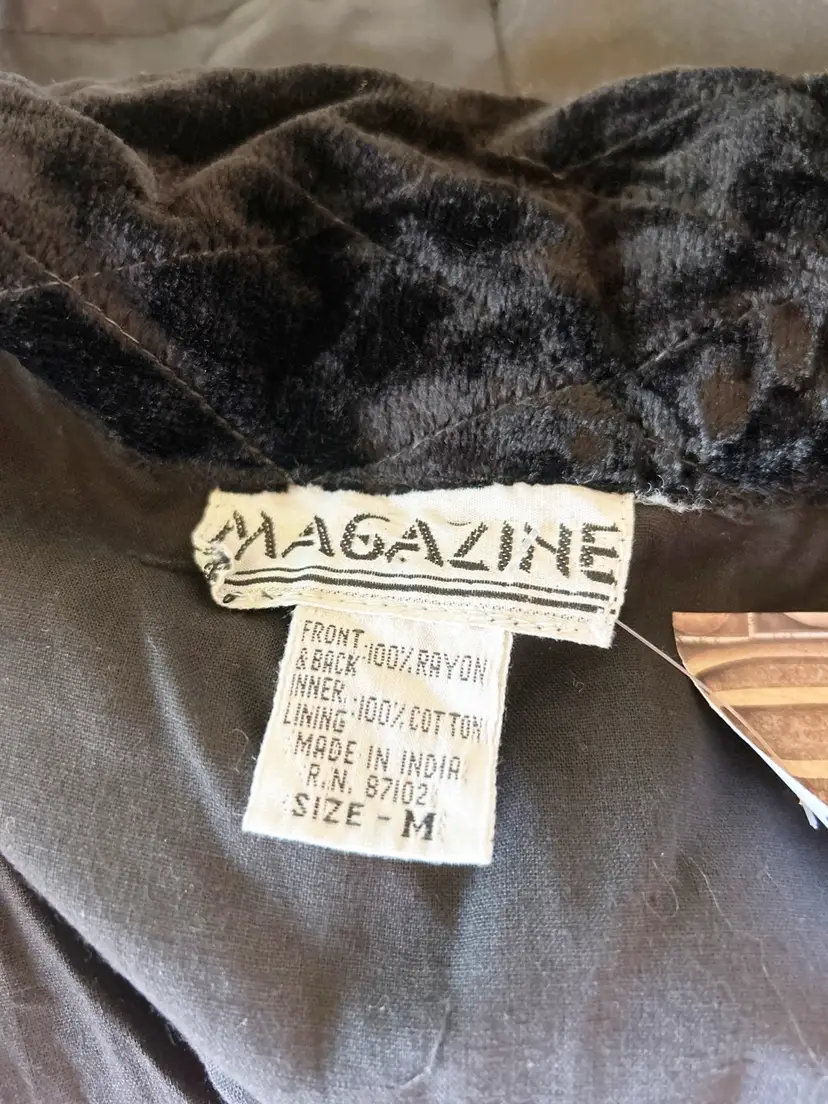 MAGAZINE
FRONT
& BACK :100% RAYON
INNER
LINING :100% COTTON
MADE IN INDIA
R.N. 87102
SIZE - M